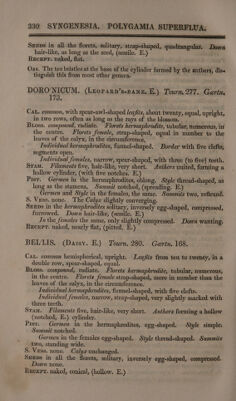 330 SYNGENESIA. POLYGAMIA SUPERFLUA.
SEEDS in all the florets, solitary, strap-shaped, quadrangular. Down
hair-like, as long as the seed, (sessile. E.)
RECEPT. naked, flat.
OBS. The two bristles at the base of the cylinder formed by the anthers, dis-
tinguish this from most other genera.
DORONICUM. (LEOPARD'S-BANE. E.) Tourn. 277. Gærtn.
173.
CAL. common, with spear-awl-shaped leafits, about twenty, equal, upright,
in two rows, often as long as the rays of the blossom.
BLOSS. compound, radiate. Florets hermaphrodite, tubular, numerous, in
the centre. Florets female, strap-shaped, equal in number to the
leaves of the calyx, in the circumference.
Individual hermaphrodites, funnel-shaped. Border with five clefts,
segments open.
Individual females, narrow, spear-shaped, with three (to five) teeth.
STAM. Filaments five, hair-like, very short. Anthers united, forming a
hollow cylinder, (with five notches. E.)
PIST. Germen in the hermaphrodites, oblong. Style thread-shaped, as
long as the stamens. Summit notched, (spreading. E.)
Germen and Style in the females, the same. Summits two, reflexed.
S. VESS. none. The Calyx slightly converging.
SEEDS in the hermaphrodites solitary, inversely egg-shaped, compressed,
furrowed. Down hair-like, (sessile. E.)
In the females the same, only slightly compressed. Down wanting.
RECEPT. naked, nearly flat, (pitted, E.)
BELLIS. (DAISY. E.) Tourn. 280. Gærtn. 168.
CAL. common hemispherical, upright. Leafits from ten to twenty, in a
double row, spear-shaped, equal.
BLOSS. compound, radiate. Florets hermaphrodite, tubular, numerous,
in the centre. Florets female strap-shaped, more in number than the
leaves of the calyx, in the circumference.
Individual hermaphrodites, funnel-shaped, with five clefts.
Individual females, narrow, strap-shaped, very slightly marked with
three teeth.
STAM. Filaments five, hair-like, very short. Anthers forming a hollow
(notched, E.) cylinder.
PIST. Germen in the hermaphrodites, egg-shaped. Style simple.
Summit notched.
Germen in the females egg-shaped. Style thread-shaped. Summits
two, standing wide.
S. VESS. none. Calyx unchanged.
SEEDS in all the florets, solitary, inversely egg-shaped, compressed.
Down none.
RECEPT. naked, conical, (hollow. E.)